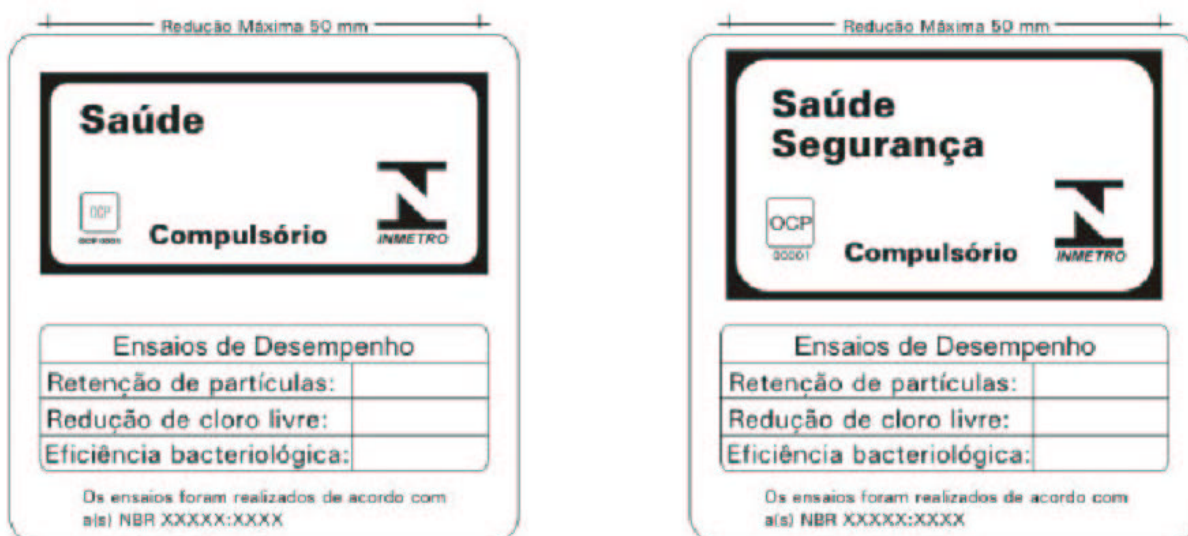 Redução Máxima 50 mm
Saúde
OCP
Compulsório
INMETRO
Ensaios de Desempenho
Retenção de partículas:
Redução de cloro livre:
Eficiência bacteriológica:
Os ensaios foram realizados de acordo com
a(s) NBR XXXXX:XXXX
Redução Máxima 50 mm
Saúde
Segurança
OCP
00001
Compulsório
INMETRO
Ensaios de Desempenho
Retenção de partículas:
Redução de cloro livre:
Eficiência bacteriológica:
Os ensaios foram realizados de acordo com
a(s) NBR XXXXX:XXXX